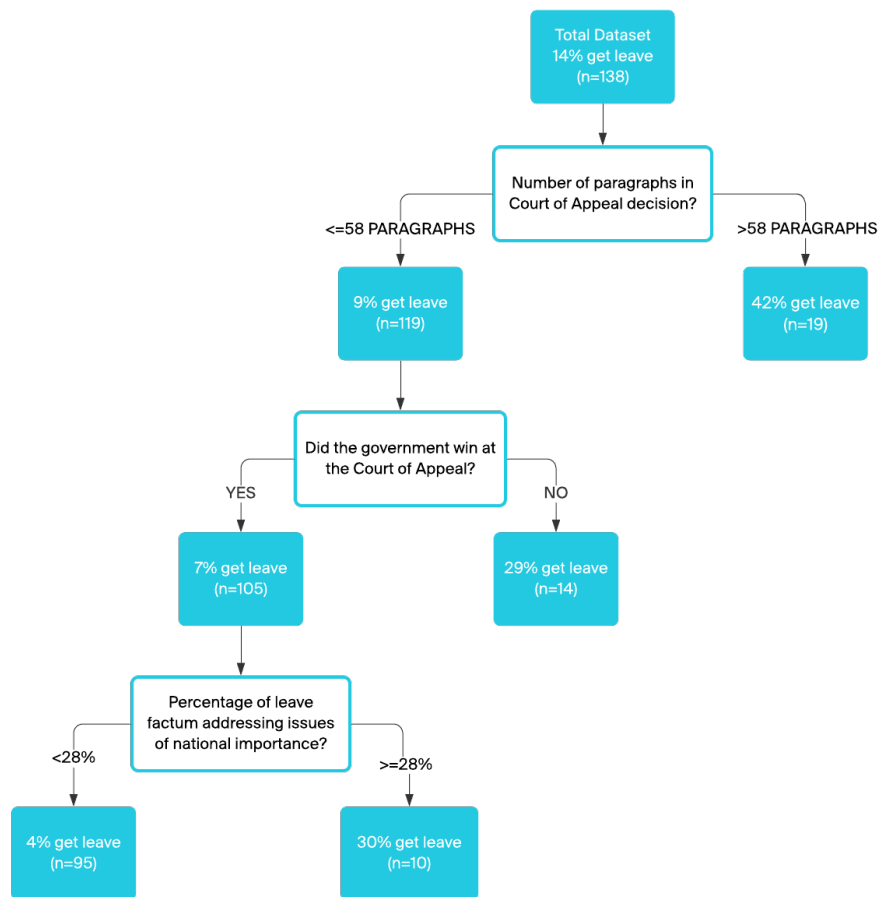 Total Dataset
14% get leave
(n=138)
Number of paragraphs in
Court of Appeal decision?
<=58 PARAGRAPHS
>58 PARAGRAPHS
9% get leave
(n=119)
42% get leave
(n=19)
Did the government win at
the Court of Appeal?
YES
NO
7% get leave
(n=105)
29% get leave
(n=14)
Percentage of leave
factum addressing issues
of national importance?
<28%
>=28%
4% get leave
(n=95)
30% get leave
(n=10)